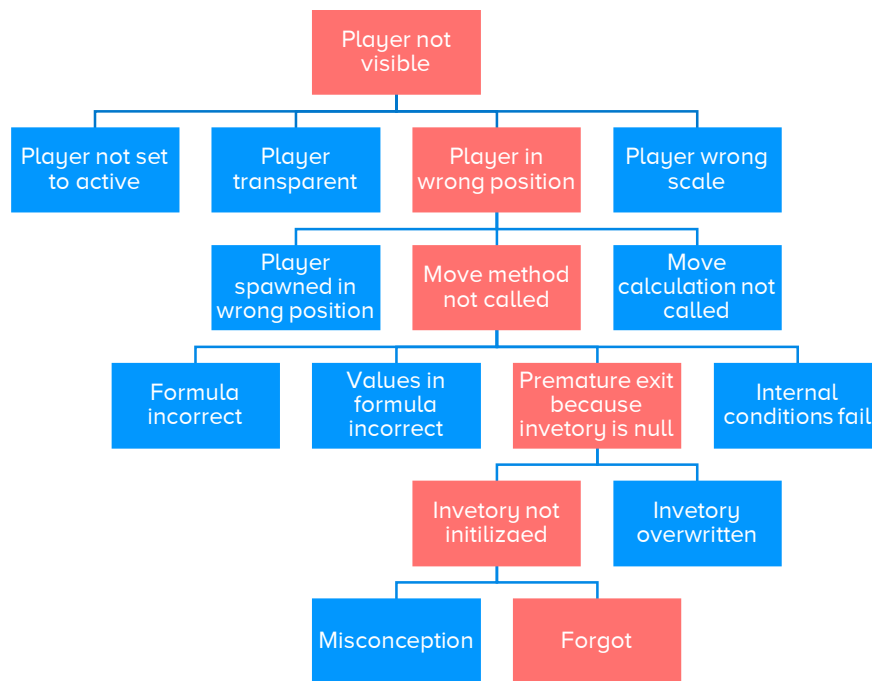 Player not
visible
Player not set
to active
Player
transparent
Player in
wrong position
Player wrong
scale
Player
spawned in
wrong position
Move method
not called
Move
calculation not
called
Formula
incorrect
Values in
formula
incorrect
Premature exit
because
invetory is null
Internal
conditions fail
Invetory not
initilizaed
Invetory
overwritten
Misconception
Forgot